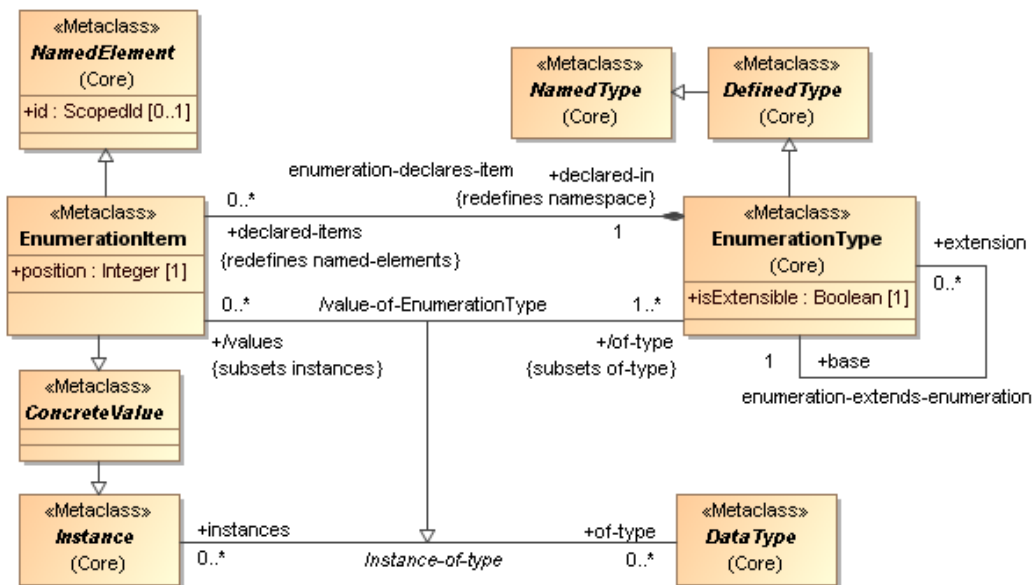 «Metaclass»
NamedElement
(Core)
+id : ScopedId [0..1]
«Metaclass»
NamedType
(Core)
«Metaclass»
DefinedType
(Core)
enumeration-declares-item
+declared-in
0..*
{redefines namespace}
+declared-items
1
{redefines named-elements}
«Metaclass»
EnumerationItem
+position : Integer [1]
«Metaclass»
EnumerationType
(Core)
+isExtensible : Boolean [1]
+extension
0..*
0..*
/value-of-EnumerationType
1..*
+/values
+/of-type
{subsets instances}
{subsets of-type}
1
+base
enumeration-extends-enumeration
«Metaclass»
ConcreteValue
«Metaclass»
Instance
(Core)
+instances
+of-type
0..*
Instance-of-type
0..*
«Metaclass»
DataType
(Core)